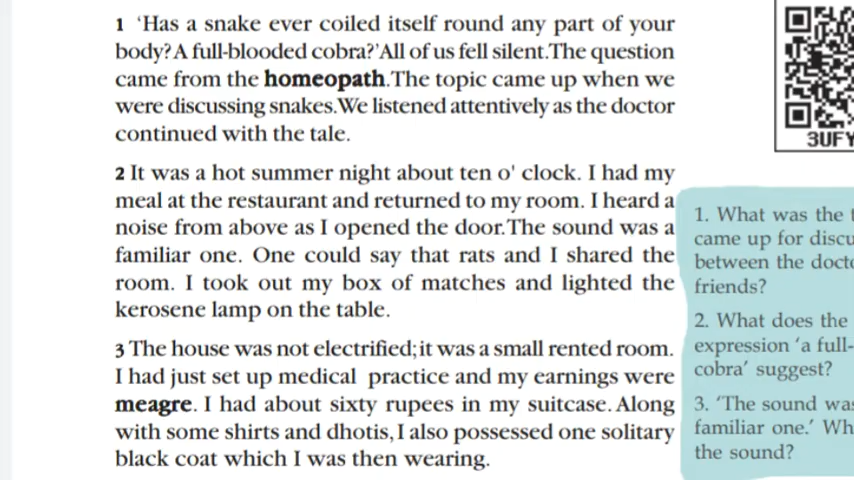 1 ‘Has a snake ever coiled itself round any part of your
body? A full-blooded cobra?’ All of us fell silent. The question
came from the homeopath. The topic came up when we
were discussing snakes. We listened attentively as the doctor
continued with the tale.
2 It was a hot summer night about ten o' clock. I had my
meal at the restaurant and returned to my room. I heard a
noise from above as I opened the door. The sound was a
familiar one. One could say that rats and I shared the
room. I took out my box of matches and lighted the
kerosene lamp on the table.
3 The house was not electrified; it was a small rented room.
I had just set up medical practice and my earnings were
meagre. I had about sixty rupees in my suitcase. Along
with some shirts and dhotis, I also possessed one solitary
black coat which I was then wearing.
3UFY
1. What was the
came up for
between the
friends?
2. What does the
expression ‘a full-
cobra’ suggest?
3. ‘The sound was
familiar one.’
the sound?